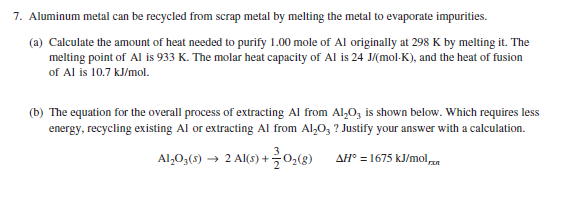 7. Aluminum metal can be recycled from scrap metal by melting the metal to evaporate impurities.
(a) Calculate the amount of heat needed to purify 1.00 mole of Al originally at 298 K by melting it. The
melting point of Al is 933 K. The molar heat capacity of Al is 24 J/(mol·K), and the heat of fusion
of Al is 10.7 kJ/mol.
(b) The equation for the overall process of extracting Al from Al₂O₃ is shown below. Which requires less
energy, recycling existing Al or extracting Al from Al₂O₃ ? Justify your answer with a calculation.
Al₂O₃(s) → 2 Al(s) + 3/2 O₂(g) ΔH° = 1675 kJ/mol_rxn